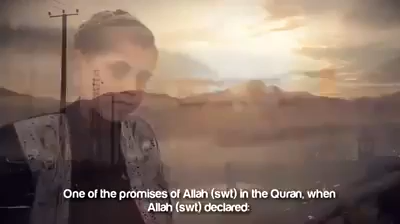 One of the promises of Allah (swt) in the Quran, when
Allah (swt) declared: